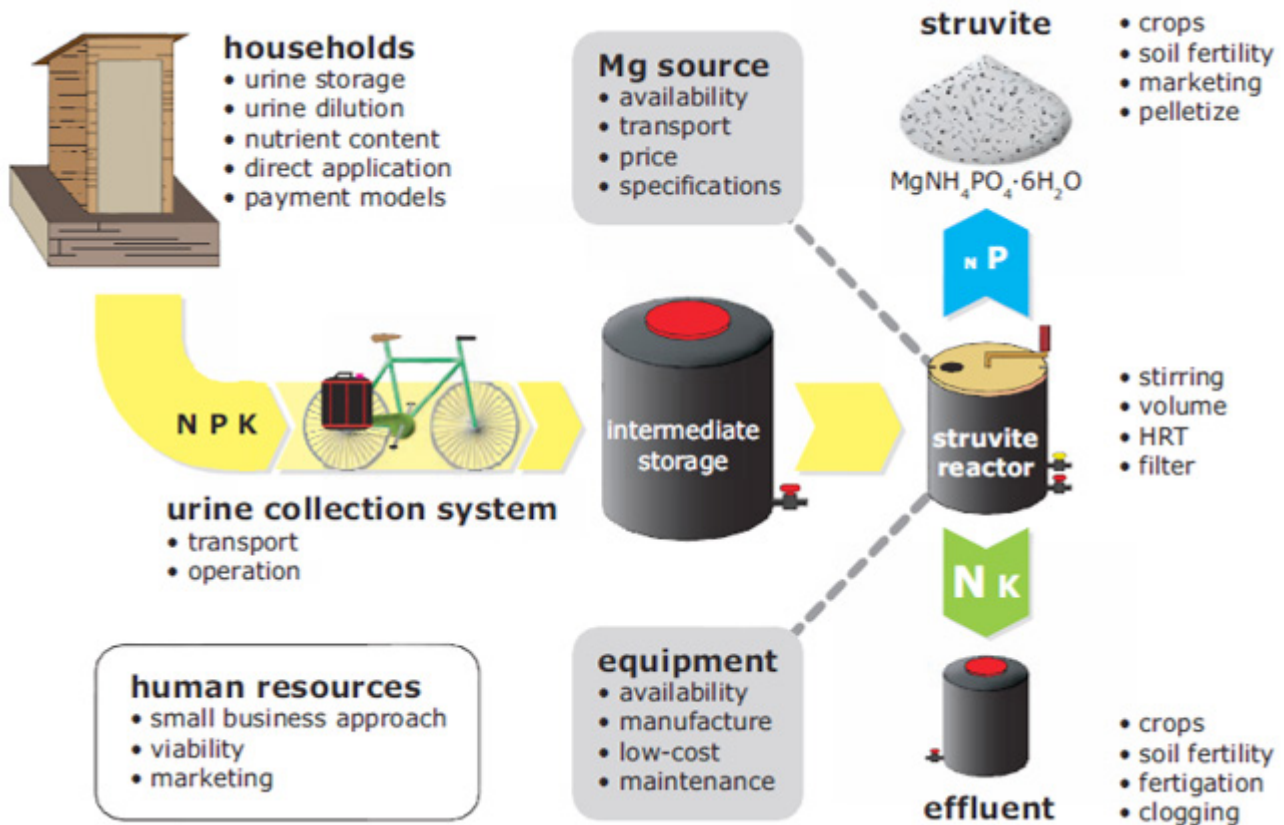 households
• urine storage
• urine dilution
• nutrient content
• direct application
• payment models
Mg source
• availability
• transport
• price
• specifications
struvite
MgNH₄PO₄·6H₂O
• crops
• soil fertility
• marketing
• pelletize
N P
N P K
urine collection system
• transport
• operation
intermediate
storage
struvite
reactor
• stirring
• volume
• HRT
• filter
N K
human resources
• small business approach
• viability
• marketing
equipment
• availability
• manufacture
• low-cost
• maintenance
effluent
• crops
• soil fertility
• fertigation
• clogging